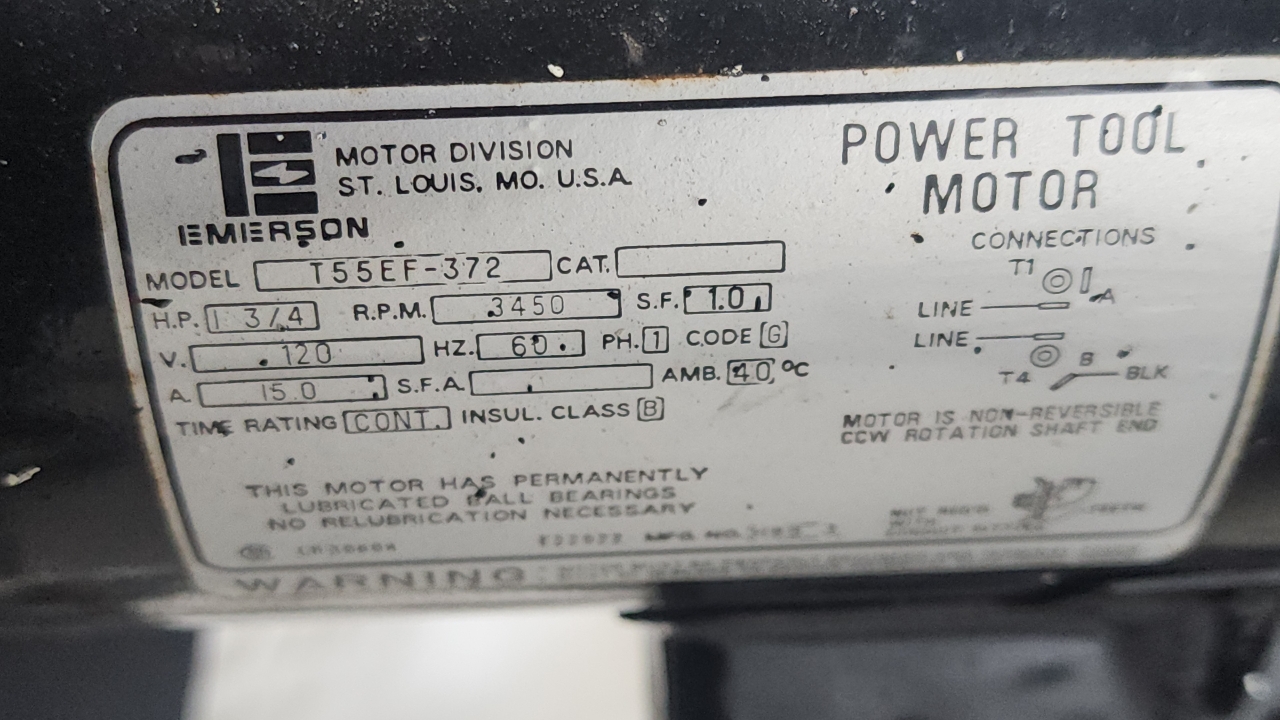 MOTOR DIVISION
ST. LOUIS, MO. U.S.A.
EMERSON
POWER TOOL
MOTOR
MODEL T55EF-372 CAT.
H.P. 1 3/4 R.P.M. 3450 S.F. 1.0
V. 120 HZ. 60 PH. 1 CODE G
A. 15.0 S.F.A. AMB. 40 °C
TIME RATING CONT. INSUL. CLASS B
THIS MOTOR HAS PERMANENTLY
LUBRICATED BALL BEARINGS
NO RELUBRICATION NECESSARY
MFG. NO.
CONNECTIONS
T1
A
LINE
LINE
B
T4 BLK
MOTOR IS NON-REVERSIBLE
CCW ROTATION SHAFT END
WARNING